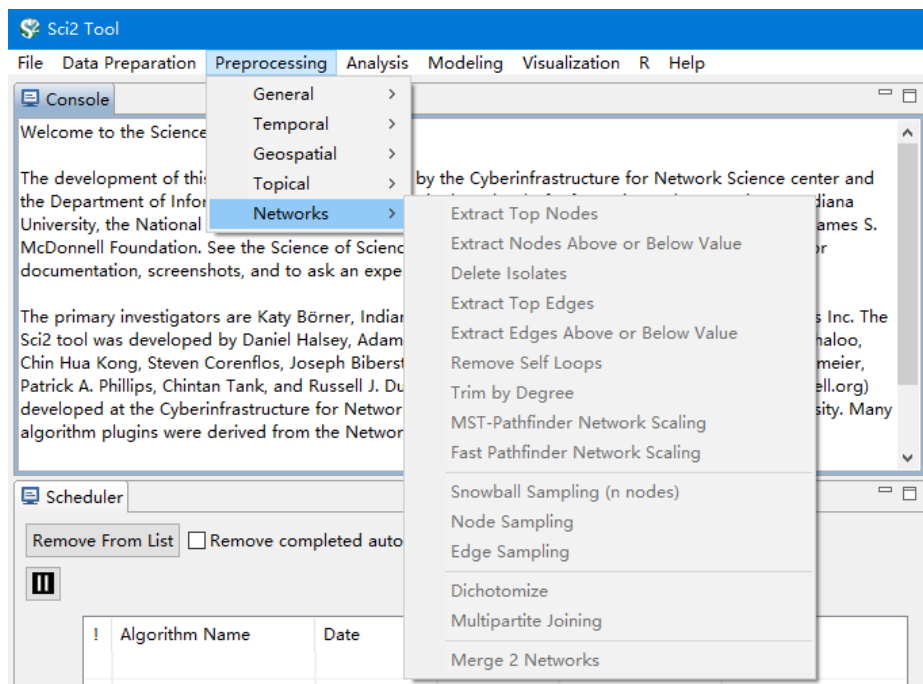 Sci2 Tool
File Data Preparation Preprocessing Analysis Modeling Visualization R Help
Console
General
Temporal
Geospatial
Topical
Networks
Welcome to the Science
The development of this by the Cyberinfrastructure for Network Science center and
the Department of Infor diana
University, the National ames S.
McDonnell Foundation. See the Science of Scienc or
documentation, screenshots, and to ask an expe
The primary investigators are Katy Börner, Indian s Inc. The
Sci2 tool was developed by Daniel Halsey, Adam haloo,
Chin Hua Kong, Steven Corenflos, Joseph Biberst meier,
Patrick A. Phillips, Chintan Tank, and Russell J. Du ell.org)
developed at the Cyberinfrastructure for Networ sity. Many
algorithm plugins were derived from the Networ
Extract Top Nodes
Extract Nodes Above or Below Value
Delete Isolates
Extract Top Edges
Extract Edges Above or Below Value
Remove Self Loops
Trim by Degree
MST-Pathfinder Network Scaling
Fast Pathfinder Network Scaling
Snowball Sampling (n nodes)
Node Sampling
Edge Sampling
Dichotomize
Multipartite Joining
Merge 2 Networks
Scheduler
Remove From List Remove completed auto
! Algorithm Name Date